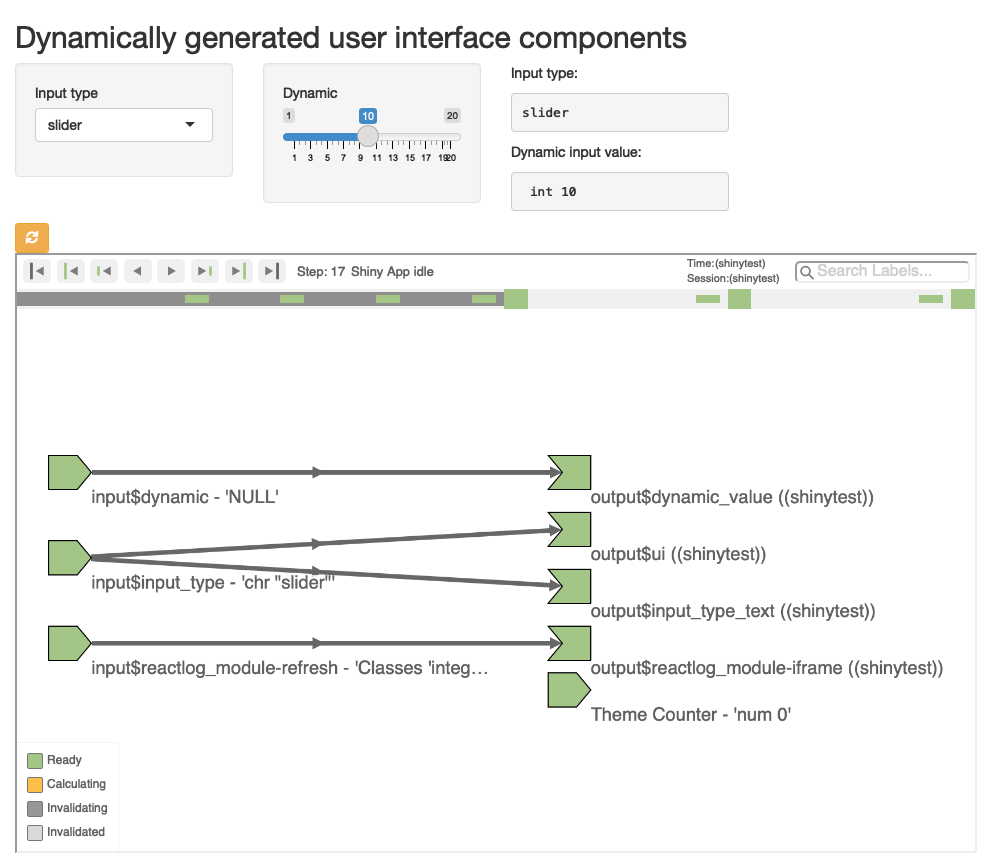 Dynamically generated user interface components
Input type
slider
Dynamic
1 10 20
1 3 5 7 9 11 13 15 17 19 20
Input type:
slider
Dynamic input value:
int 10
Step: 17 Shiny App idle
Time:(shinytest)
Session:(shinytest)
Search Labels...
input$dynamic - 'NULL'
output$dynamic_value ((shinytest))
output$ui ((shinytest))
input$input_type - 'chr "slider"'
output$input_type_text ((shinytest))
input$reactlog_module-refresh - 'Classes 'integ…
output$reactlog_module-iframe ((shinytest))
Theme Counter - 'num 0'
Ready
Calculating
Invalidating
Invalidated